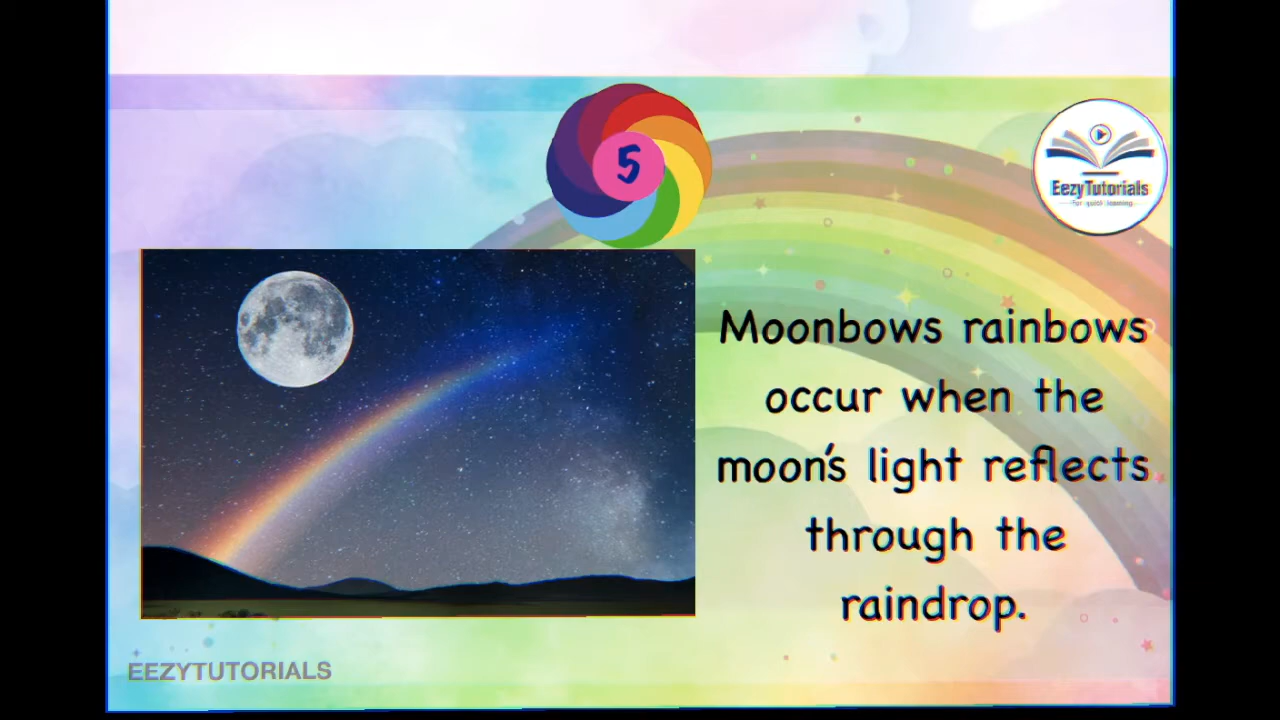 5
EezyTutorials
For quick learning
Moonbows rainbows
occur when the
moon's light reflects
through the
raindrop.
EEZYTUTORIALS